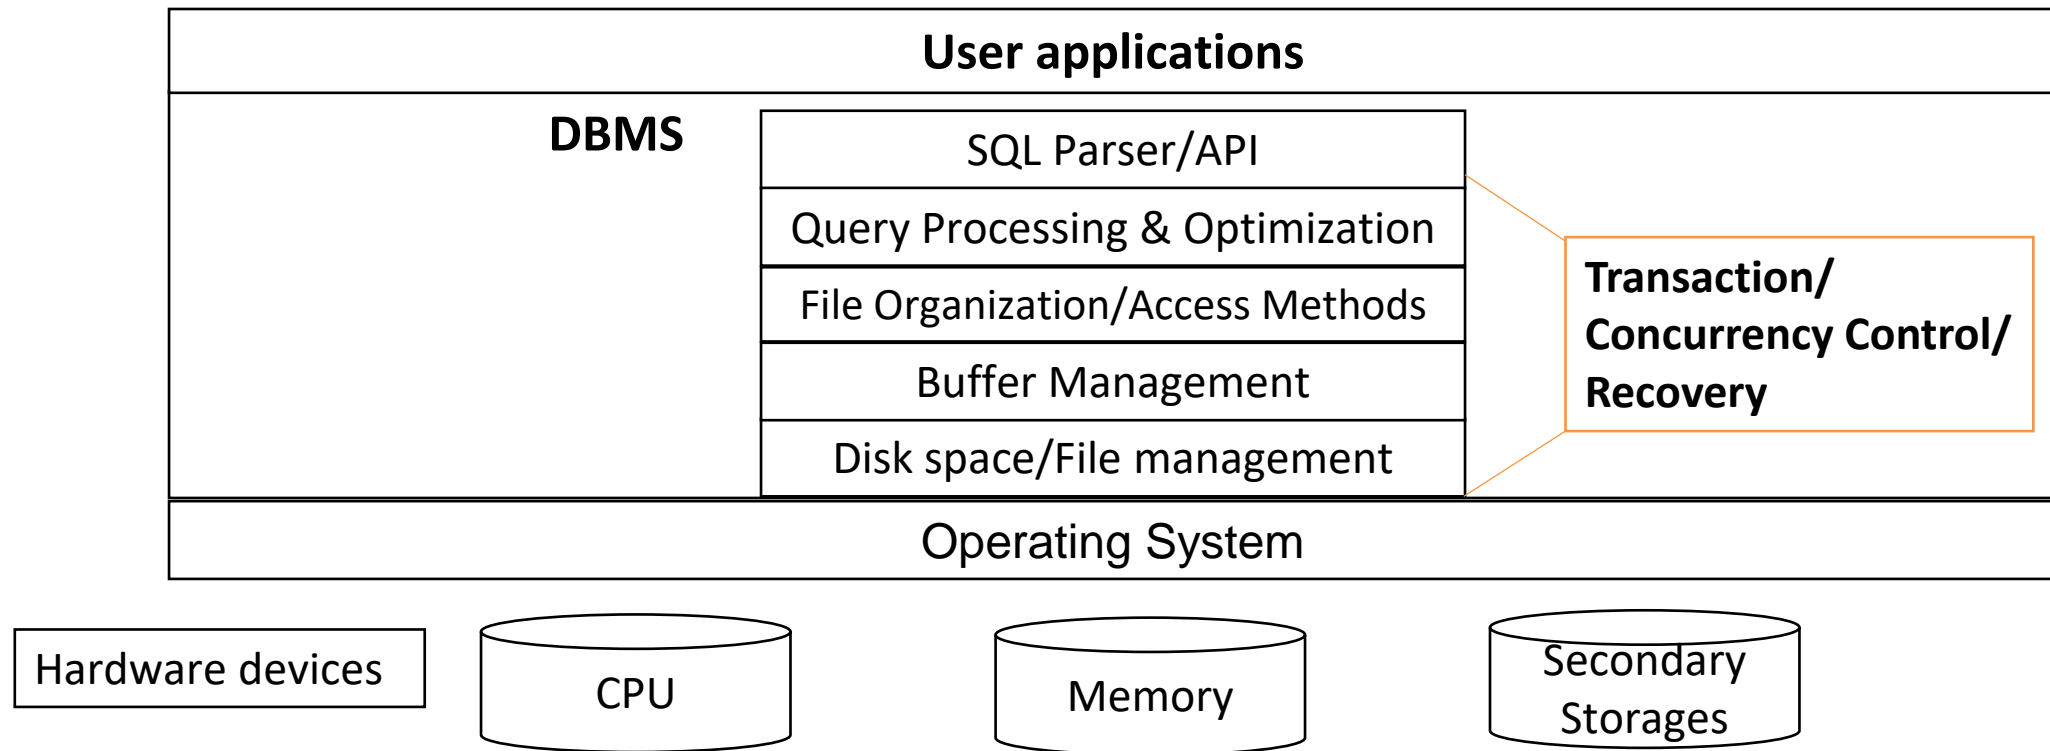 User applications
DBMS
SQL Parser/API
Query Processing & Optimization
File Organization/Access Methods
Buffer Management
Disk space/File management
Transaction/
Concurrency Control/
Recovery
Operating System
Hardware devices
CPU
Memory
Secondary
Storages